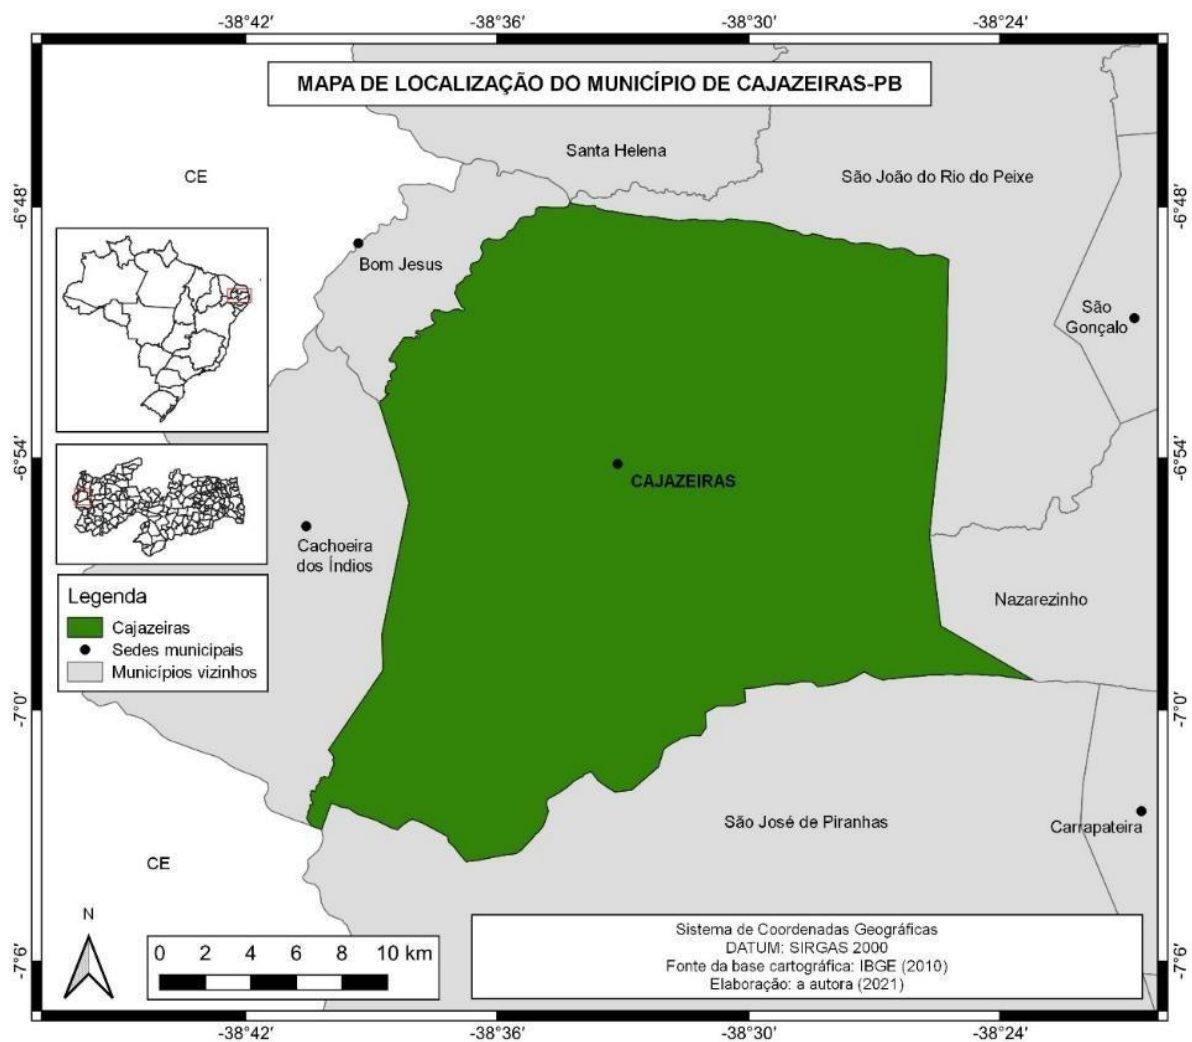 -38°42'
-38°36'
-38°30'
-38°24'
MAPA DE LOCALIZAÇÃO DO MUNICÍPIO DE CAJAZEIRAS-PB
Santa Helena
CE
São João do Rio do Peixe
-6°48'
-6°48'
Bom Jesus
São
Gonçalo
-6°54'
-6°54'
CAJAZEIRAS
Cachoeira
dos Índios
Nazarezinho
Legenda
Cajazeiras
Sedes municipais
Municípios vizinhos
-7°0'
-7°0'
São José de Piranhas
Carrapateira
CE
N
0 2 4 6 8 10 km
Sistema de Coordenadas Geográficas
DATUM: SIRGAS 2000
Fonte da base cartográfica: IBGE (2010)
Elaboração: a autora (2021)
-7°6'
-7°6'
-38°42'
-38°36'
-38°30'
-38°24'